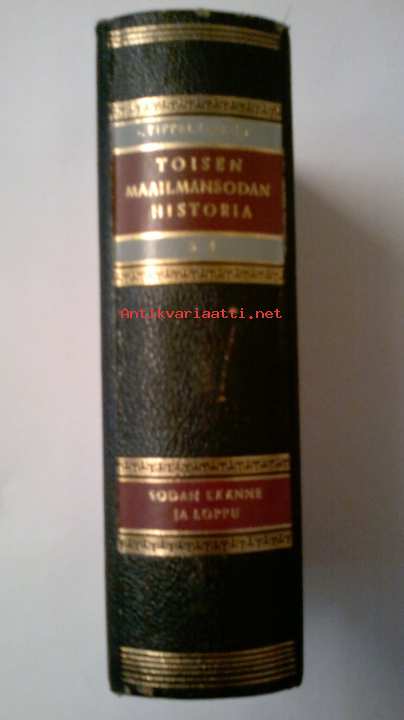 TOISEN
MAAILMANSODAN
HISTORIA
Antikvariaatti.net
SODAN KÄÄNNE
JA LOPPU